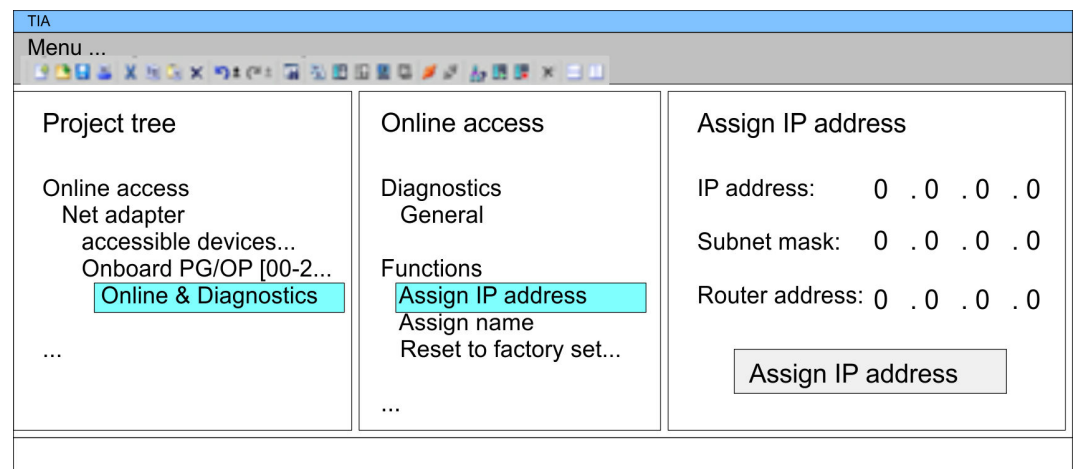 TIA
Menu ...
Project tree
Online access
Net adapter
accessible devices...
Onboard PG/OP [00-2...
Online & Diagnostics
...
Online access
Diagnostics
General
Functions
Assign IP address
Assign name
Reset to factory set...
...
Assign IP address
IP address: 0 . 0 . 0 . 0
Subnet mask: 0 . 0 . 0 . 0
Router address: 0 . 0 . 0 . 0
Assign IP address